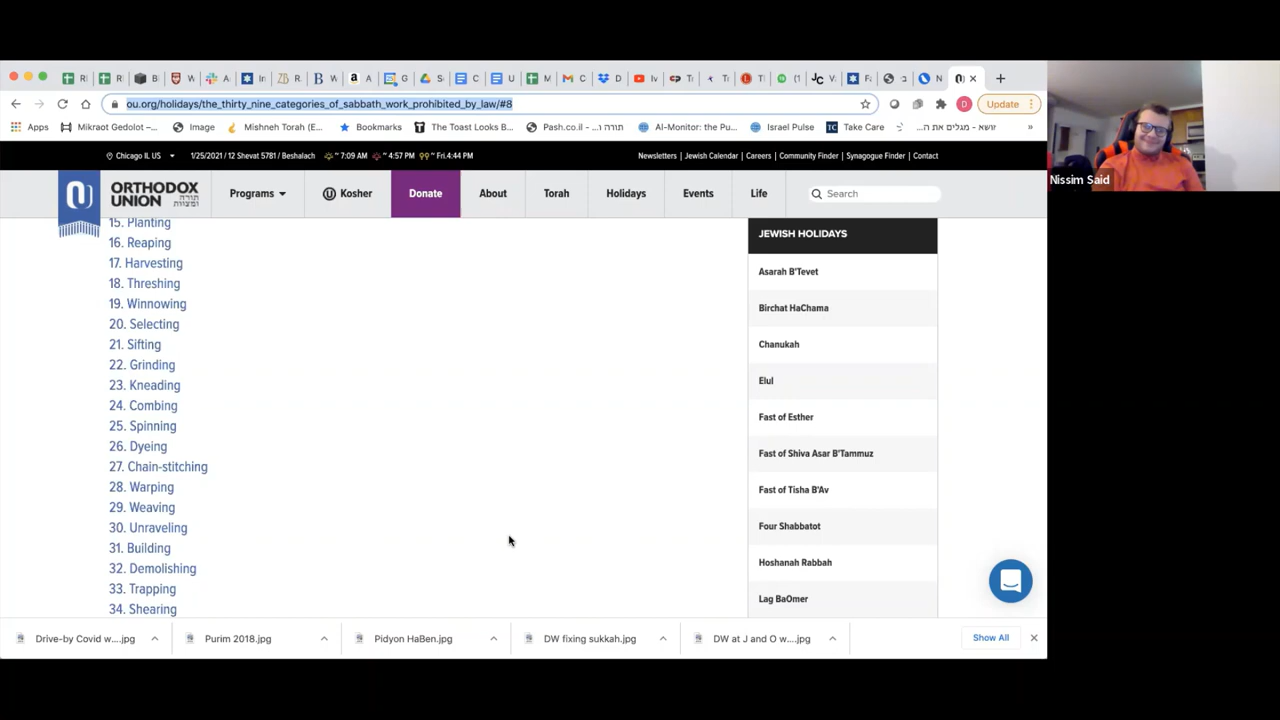 ou.org/holidays/the_thirty_nine_categories_of_sabbath_work_prohibited_by_law/#8
Update
Apps
Mikraot Gedolot –...
Image
Mishneh Torah (E...
Bookmarks
The Toast Looks B...
Pash.co.il – תורה ו...
AI-Monitor: the Pu...
Israel Pulse
Take Care
יושא - מגלים את ה...
Chicago IL US
1/25/2021 / 12 Shevat 5781 / Beshalach
7:09 AM
4:57 PM
Fri.4:44 PM
Newsletters | Jewish Calendar | Careers | Community Finder | Synagogue Finder | Contact
ORTHODOX
UNION
תורה
ומצוות
Programs
Kosher
Donate
About
Torah
Holidays
Events
Life
Search
15. Planting
16. Reaping
17. Harvesting
18. Threshing
19. Winnowing
20. Selecting
21. Sifting
22. Grinding
23. Kneading
24. Combing
25. Spinning
26. Dyeing
27. Chain-stitching
28. Warping
29. Weaving
30. Unraveling
31. Building
32. Demolishing
33. Trapping
34. Shearing
JEWISH HOLIDAYS
Asarah B'Tevet
Birchat HaChama
Chanukah
Elul
Fast of Esther
Fast of Shiva Asar B'Tammuz
Fast of Tisha B'Av
Four Shabbatot
Hoshanah Rabbah
Lag BaOmer
Nissim Said
Drive-by Covid w....jpg
Purim 2018.jpg
Pidyon HaBen.jpg
DW fixing sukkah.jpg
DW at J and O w....jpg
Show All